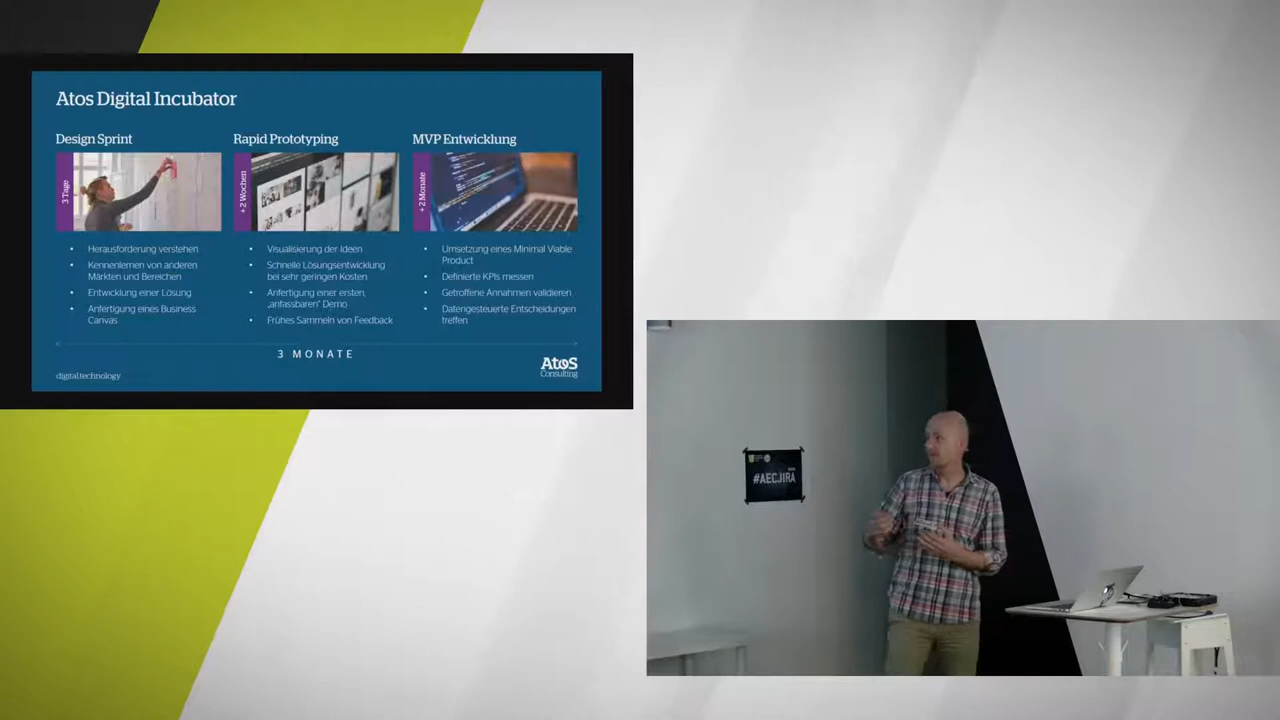 Atos Digital Incubator
Design Sprint
3 Tage
Herausforderung verstehen
Kennenlernen von anderen
Märkten und Bereichen
Entwicklung einer Lösung
Anfertigung eines Business
Canvas
Rapid Prototyping
+ 2 Wochen
Visualisierung der Ideen
Schnelle Lösungsentwicklung
bei sehr geringen Kosten
Anfertigung einer ersten,
„anfassbaren" Demo
Frühes Sammeln von Feedback
MVP Entwicklung
+ 2 Monate
Umsetzung eines Minimal Viable
Product
Definierte KPIs messen
Getroffene Annahmen validieren
Datengesteuerte Entscheidungen
treffen
3 MONATE
digital.technology
Atos
Consulting
#AECJIRA